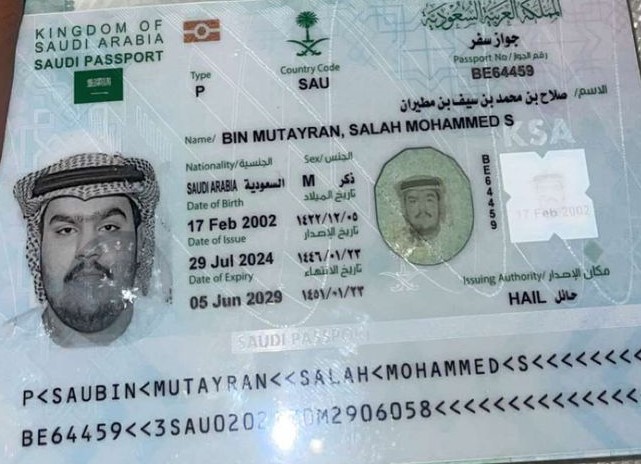 KINGDOM OF
SAUDI ARABIA
SAUDI PASSPORT
المملكة العربية السعودية
جواز سفر
Type
P
Country Code
SAU
رقم الجواز/Passport No
BE64459
الاسم/ صلاح بن محمد بن سيف بن مطيران
Name/ BIN MUTAYRAN, SALAH MOHAMMED S
KSA
Nationality/الجنسية
SAUDI ARABIA السعودية
Sex/الجنس
M ذكر
Date of Birth تاريخ الميلاد
17 Feb 2002 ١٤٢٢/١٢/٠٥
Date of Issue تاريخ الإصدار
29 Jul 2024 ١٤٤٦/٠١/٢٣
Date of Expiry تاريخ الانتهاء
05 Jun 2029 ١٤٥١/٠١/٢٣
BE64459
17 Feb 2002
Issuing Authority/ مكان الإصدار
HAIL حائل
SAUDI PASSPORT
P<SAUBIN<MUTAYRAN<<SALAH<MOHAMMED<S<<<<<<<<